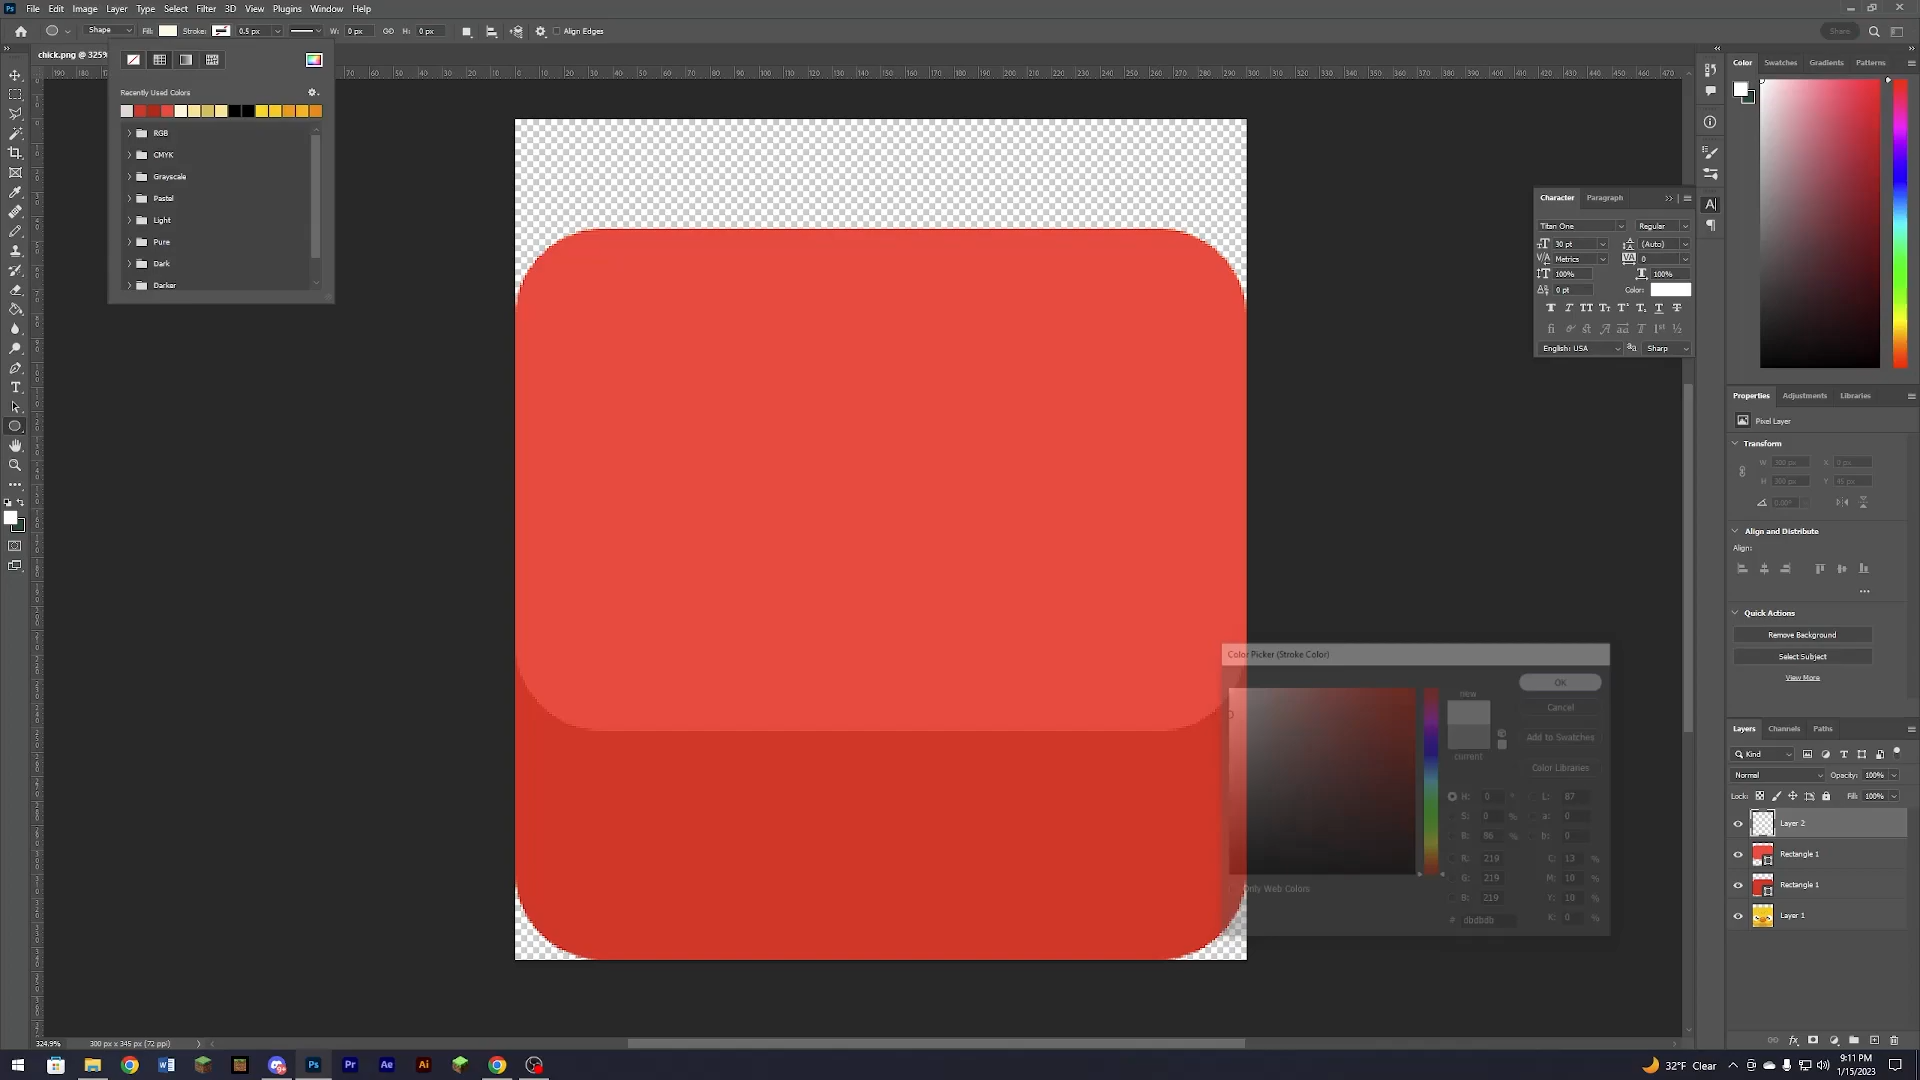 File Edit Image Layer Type Select Filter 3D View Plugins Window Help
Shape Fill: Stroke: 0.5 px W: 0 px H: 0 px Align Edges Share
chick.png @ 325%
Recently Used Colors
RGB
CMYK
Grayscale
Pastel
Light
Pure
Dark
Darker
Color Swatches Gradients Patterns
Character Paragraph
Titan One Regular
30 pt (Auto)
Metrics 0
100% 100%
0 pt Color:
English: USA Sharp
Properties Adjustments Libraries
Pixel Layer
Transform
W: 300 px X: 0 px
H: 300 px Y: 45 px
0.00°
Align and Distribute
Align:
Quick Actions
Remove Background
Select Subject
View More
Color Picker (Stroke Color)
new
OK
Cancel
Add to Swatches
current
Color Libraries
H: 0 ° L: 87
S: 0 % a: 0
B: 86 % b: 0
R: 219 C: 13 %
G: 219 M: 10 %
B: 219 Y: 10 %
K: 0 %
Only Web Colors
# dbdbdb
Layers Channels Paths
Kind
Normal Opacity: 100%
Lock: Fill: 100%
Layer 2
Rectangle 1
Rectangle 1
Layer 1
324.9% 300 px x 345 px (72 ppi)
32°F Clear
9:11 PM
1/15/2023